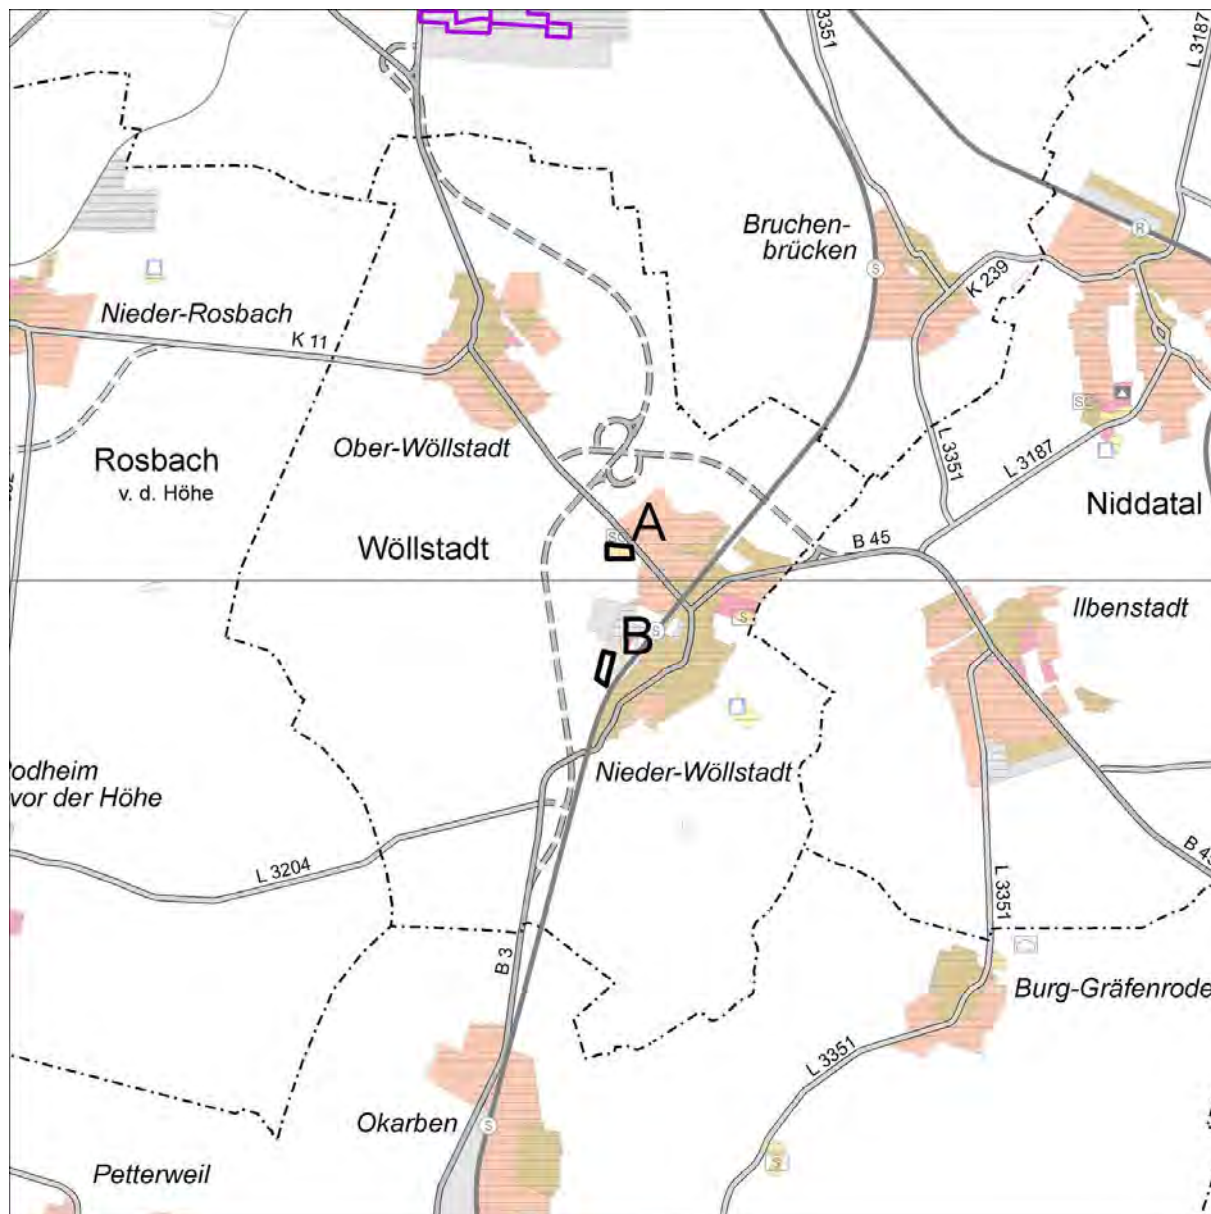 3351
L 3187
Bruchen-
brücken
R
S
K 239
Nieder-Rosbach
K 11
Ober-Wöllstadt
L 3351
L 3187
Rosbach
v. d. Höhe
Niddatal
Wöllstadt
A
B 45
Ilbenstadt
S
B
S
Nieder-Wöllstadt
odheim
vor der Höhe
L 3204
L 3351
B 3
Burg-Gräfenrode
L 3351
Okarben
S
S
Petterweil